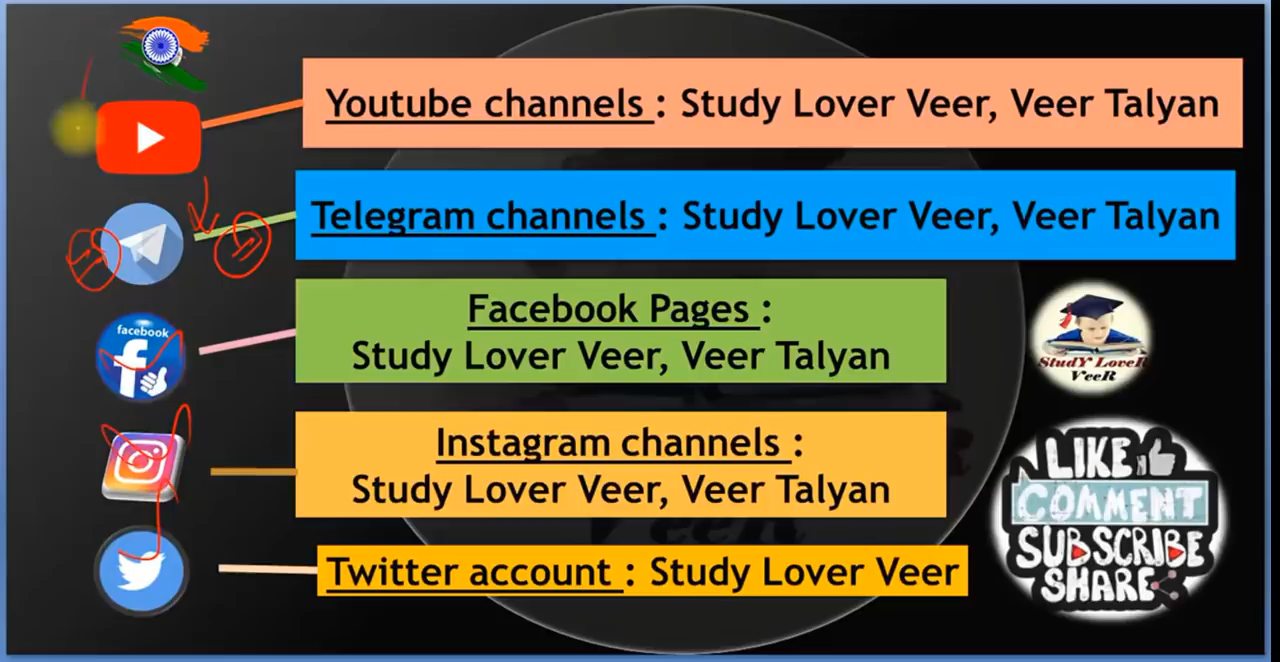 Youtube channels : Study Lover Veer, Veer Talyan
Telegram channels : Study Lover Veer, Veer Talyan
facebook
Facebook Pages :
Study Lover Veer, Veer Talyan
StudY LoveR
VeeR
Instagram channels :
Study Lover Veer, Veer Talyan
LIKE
COMMENT
SUBSCRIBE
SHARE
Twitter account : Study Lover Veer